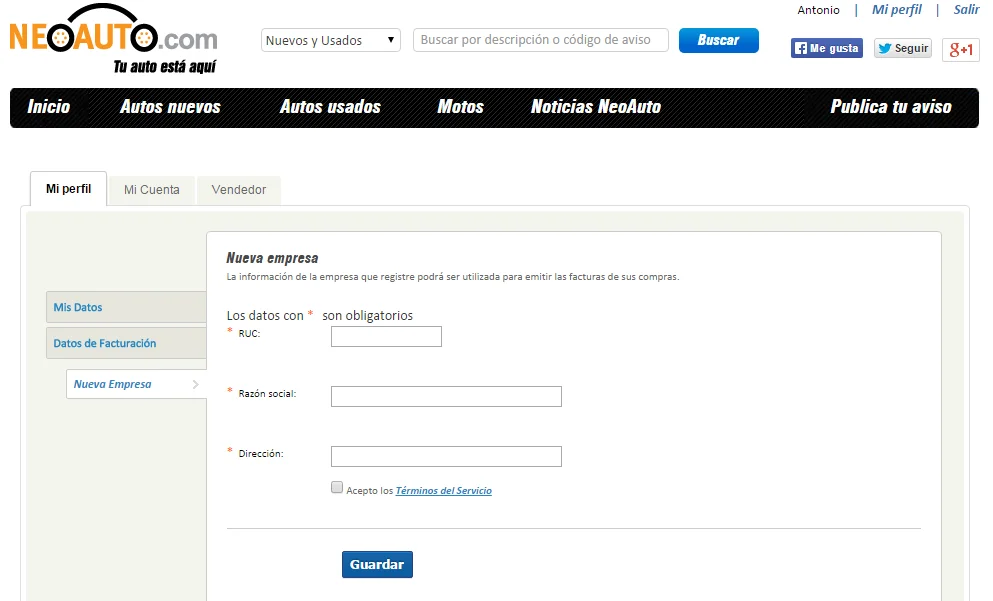 Antonio | Mi perfil | Salir
NEOAUTO.com
Tu auto está aquí
Nuevos y Usados
Buscar por descripción o código de aviso
Buscar
Me gusta
Seguir
g+1
Inicio Autos nuevos Autos usados Motos Noticias NeoAuto Publica tu aviso
Mi perfil Mi Cuenta Vendedor
Mis Datos
Datos de Facturación
Nueva Empresa
Nueva empresa
La información de la empresa que registre podrá ser utilizada para emitir las facturas de sus compras.
Los datos con * son obligatorios
* RUC:
* Razón social:
* Dirección:
Acepto los Términos del Servicio
Guardar